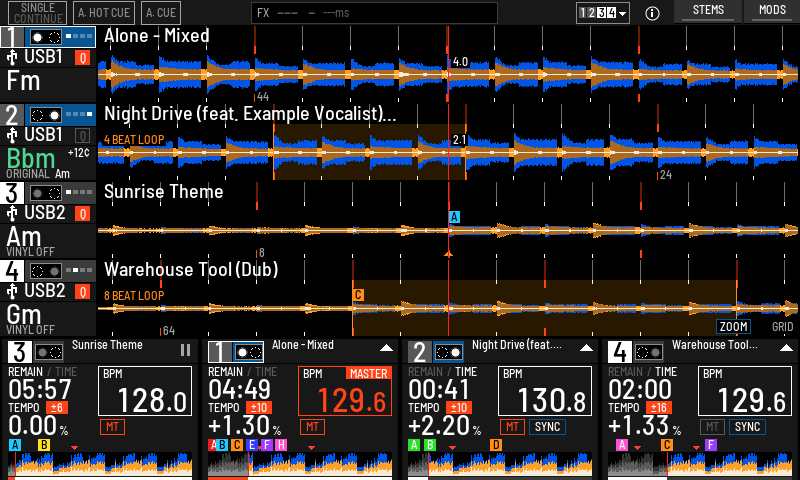 SINGLE
CONTINUE
A. HOT CUE
A. CUE
FX --- - ---ms
1 2 3 4
STEMS
MODS
1
USB1 0
Fm
Alone - Mixed
4.0
44
2
USB1 0
Bbm +12¢
ORIGINAL Am
Night Drive (feat. Example Vocalist)...
4 BEAT LOOP
2.1
24
3
USB2 0
Am
VINYL OFF
Sunrise Theme
A
8
4
USB2 0
Gm
VINYL OFF
Warehouse Tool (Dub)
8 BEAT LOOP
C
64
ZOOM
GRID
3
Sunrise Theme
REMAIN / TIME
05:57
TEMPO ±6
0.00%
BPM
128.0
MT
A B
1
Alone - Mixed
REMAIN / TIME
04:49
TEMPO ±10
+1.30%
BPM MASTER
129.6
MT
A B C E F H
2
Night Drive (feat....
REMAIN / TIME
00:41
TEMPO ±10
+2.20%
BPM
130.8
MT SYNC
A B D
4
Warehouse Tool...
REMAIN / TIME
02:00
TEMPO ±16
+1.33%
BPM
129.6
MT SYNC
A C F